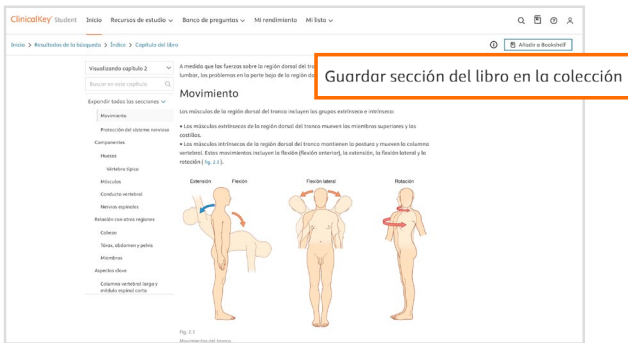 ClinicalKey® Student Inicio Recursos de estudio Banco de preguntas Mi rendimiento Mi lista
Inicio > Resultados de la búsqueda > Índice > Capítulo del libro
Añadir a Bookshelf
Guardar sección del libro en la colección
Visualizando capítulo 2
Buscar en este capítulo
Expandir todas las secciones
Movimiento
Protección del sistema nervioso
Componentes
Huesos
Vértebra típica
Músculos
Conducto vertebral
Nervios espinales
Relación con otras regiones
Cabeza
Tórax, abdomen y pelvis
Miembros
Aspectos clave
Columna vertebral larga y
médula espinal corta
A medida que las fuerzas sobre la región dorsal del
lumbar, los problemas en la parte baja de la región
Movimiento
Los músculos de la región dorsal del tronco incluyen los grupos extrínseco e intrínseco:
• Los músculos extrínsecos de la región dorsal del tronco mueven los miembros superiores y las
costillas.
• Los músculos intrínsecos de la región dorsal del tronco mantienen la postura y mueven la columna
vertebral. Estos movimientos incluyen la flexión (flexión anterior), la extensión, la flexión lateral y la
rotación ( fig. 2.3 ).
Extensión Flexión Flexión lateral Rotación
Fig. 2.3
Movimientos del tronco.